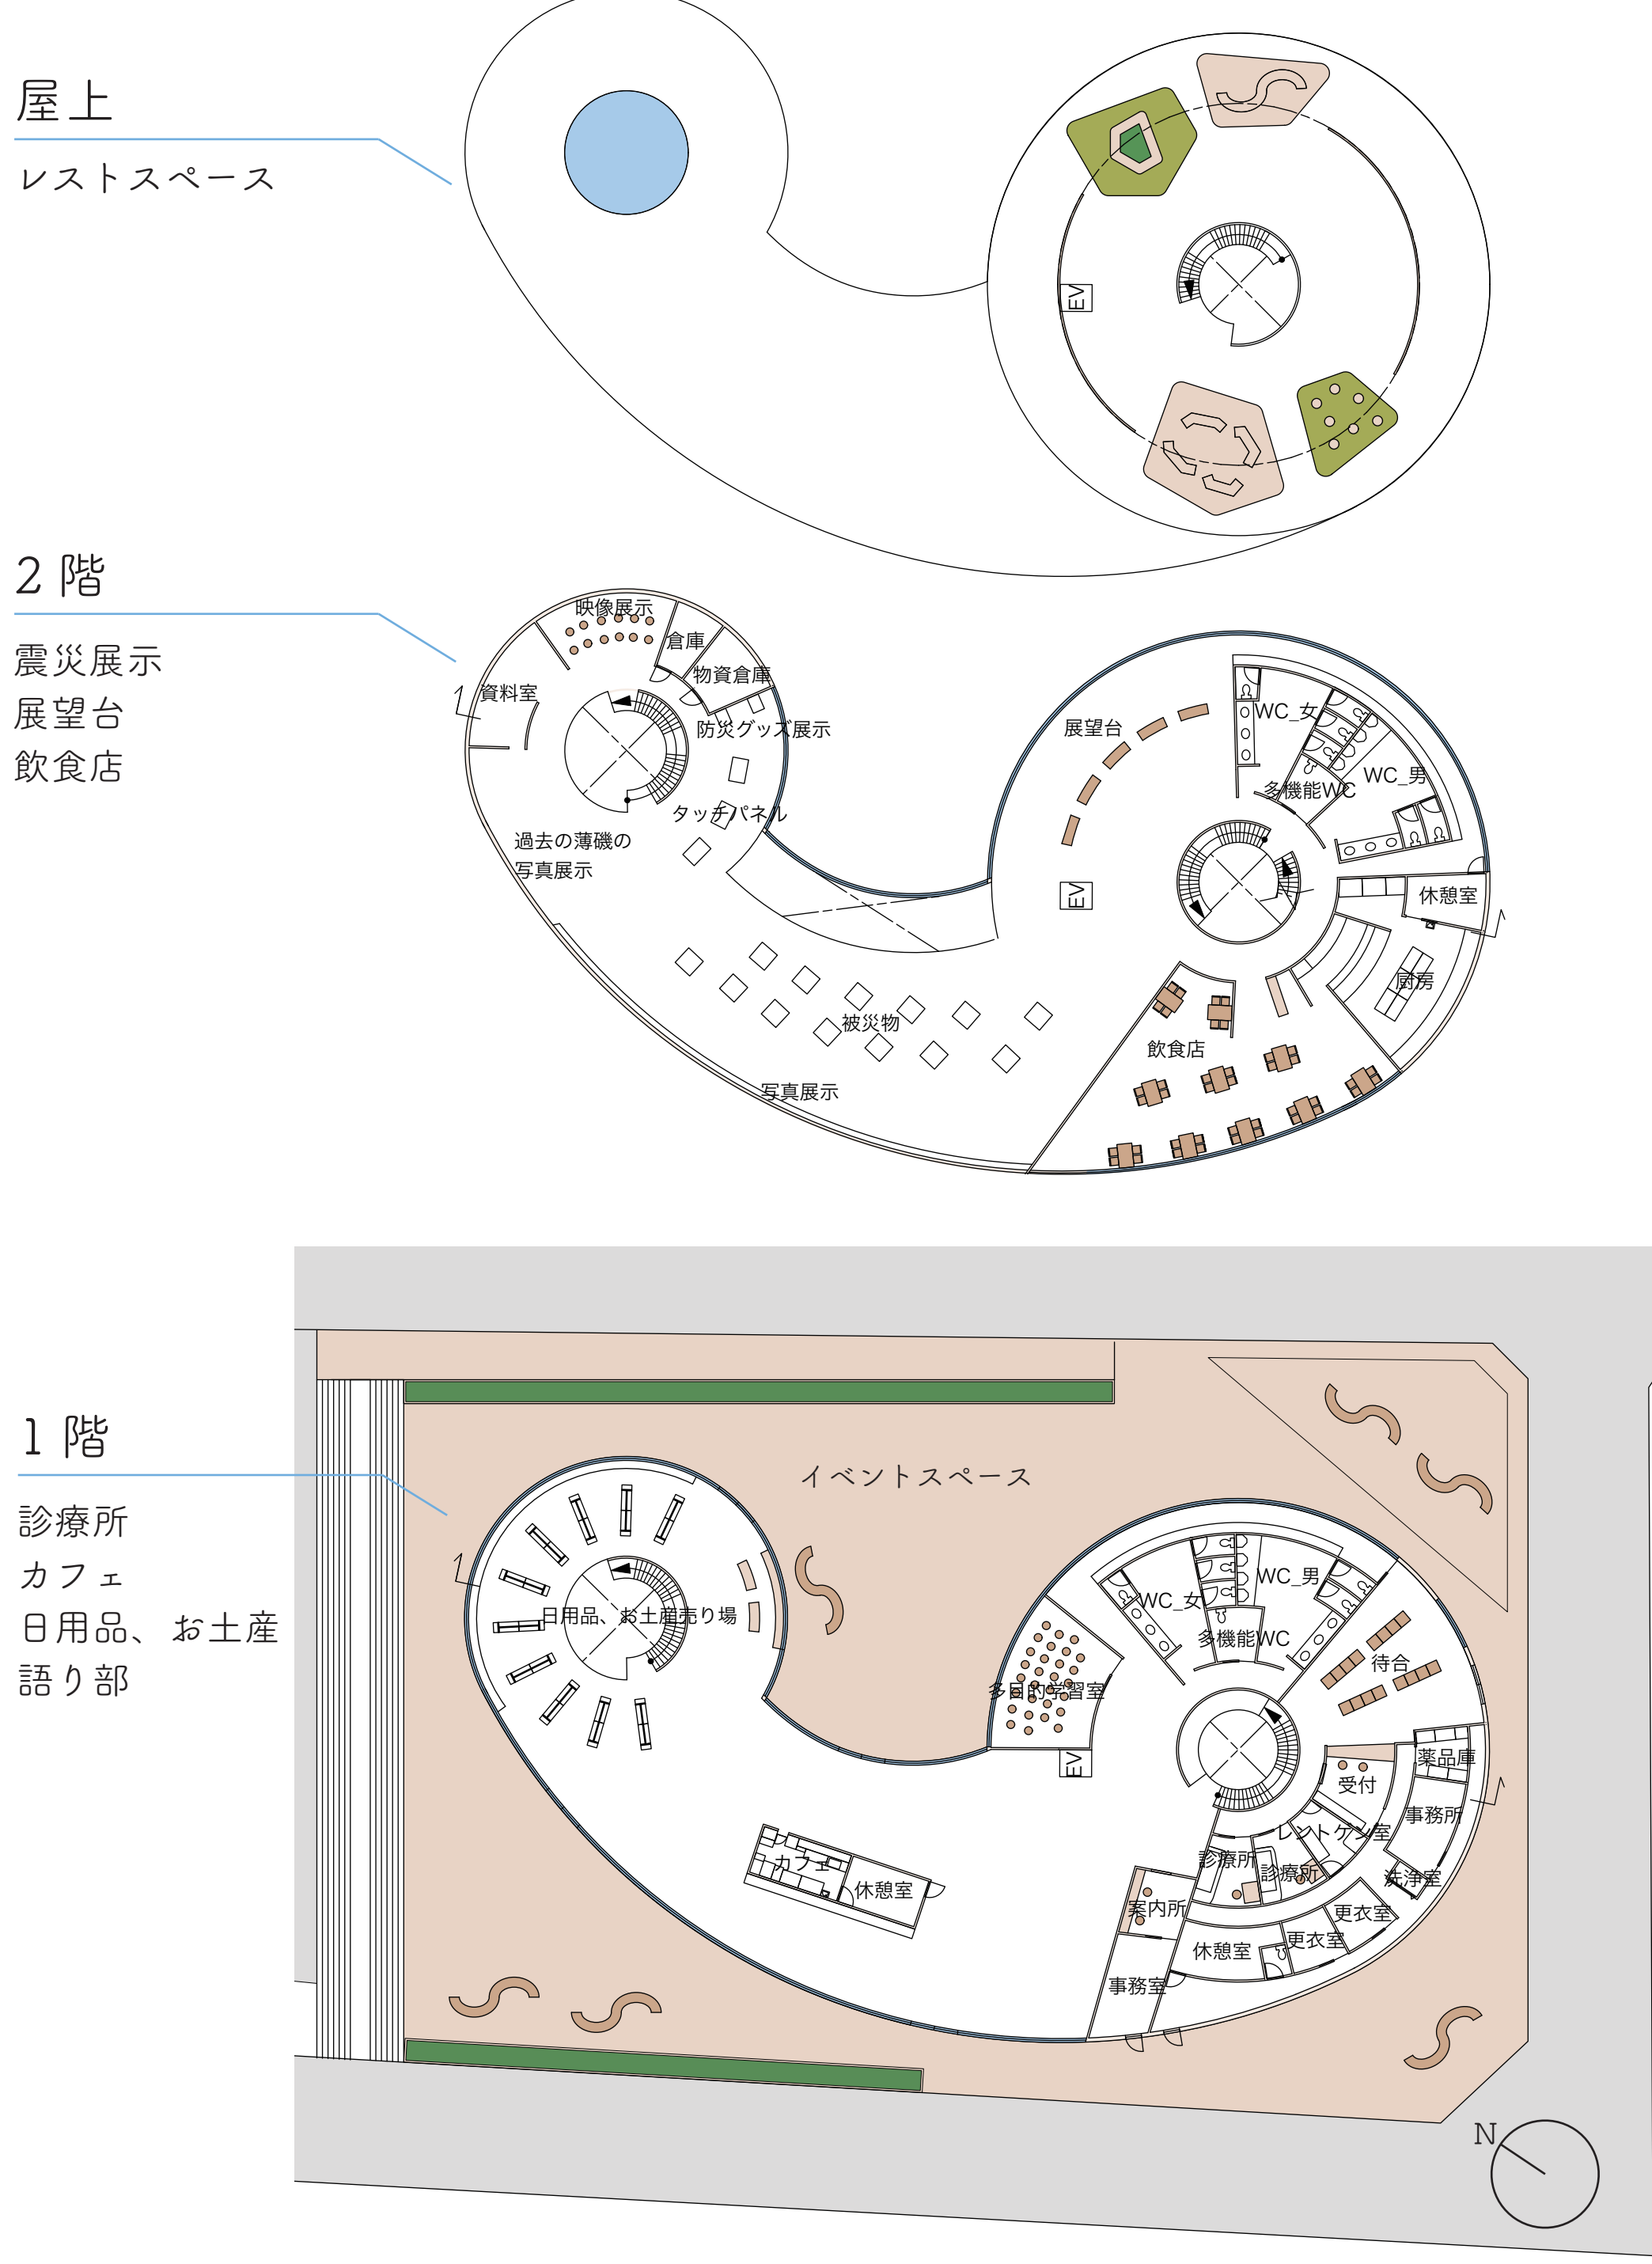 屋上
レストスペース
EV
2 階
震災展示
展望台
飲食店
映像展示
倉庫
物資倉庫
資料室
防災グッズ展示
タッチパネル
過去の薄磯の
写真展示
展望台
WC_女
WC_男
多機能WC
EV
休憩室
厨房
被災物
飲食店
写真展示
1 階
診療所
カフェ
日用品、お土産
語り部
イベントスペース
日用品、お土産売り場
WC_女
WC_男
多機能WC
待合
多目的学習室
EV
薬品庫
受付
事務所
レントゲン室
診療所
診療所
洗浄室
カフェ
休憩室
案内所
更衣室
更衣室
休憩室
事務室
N